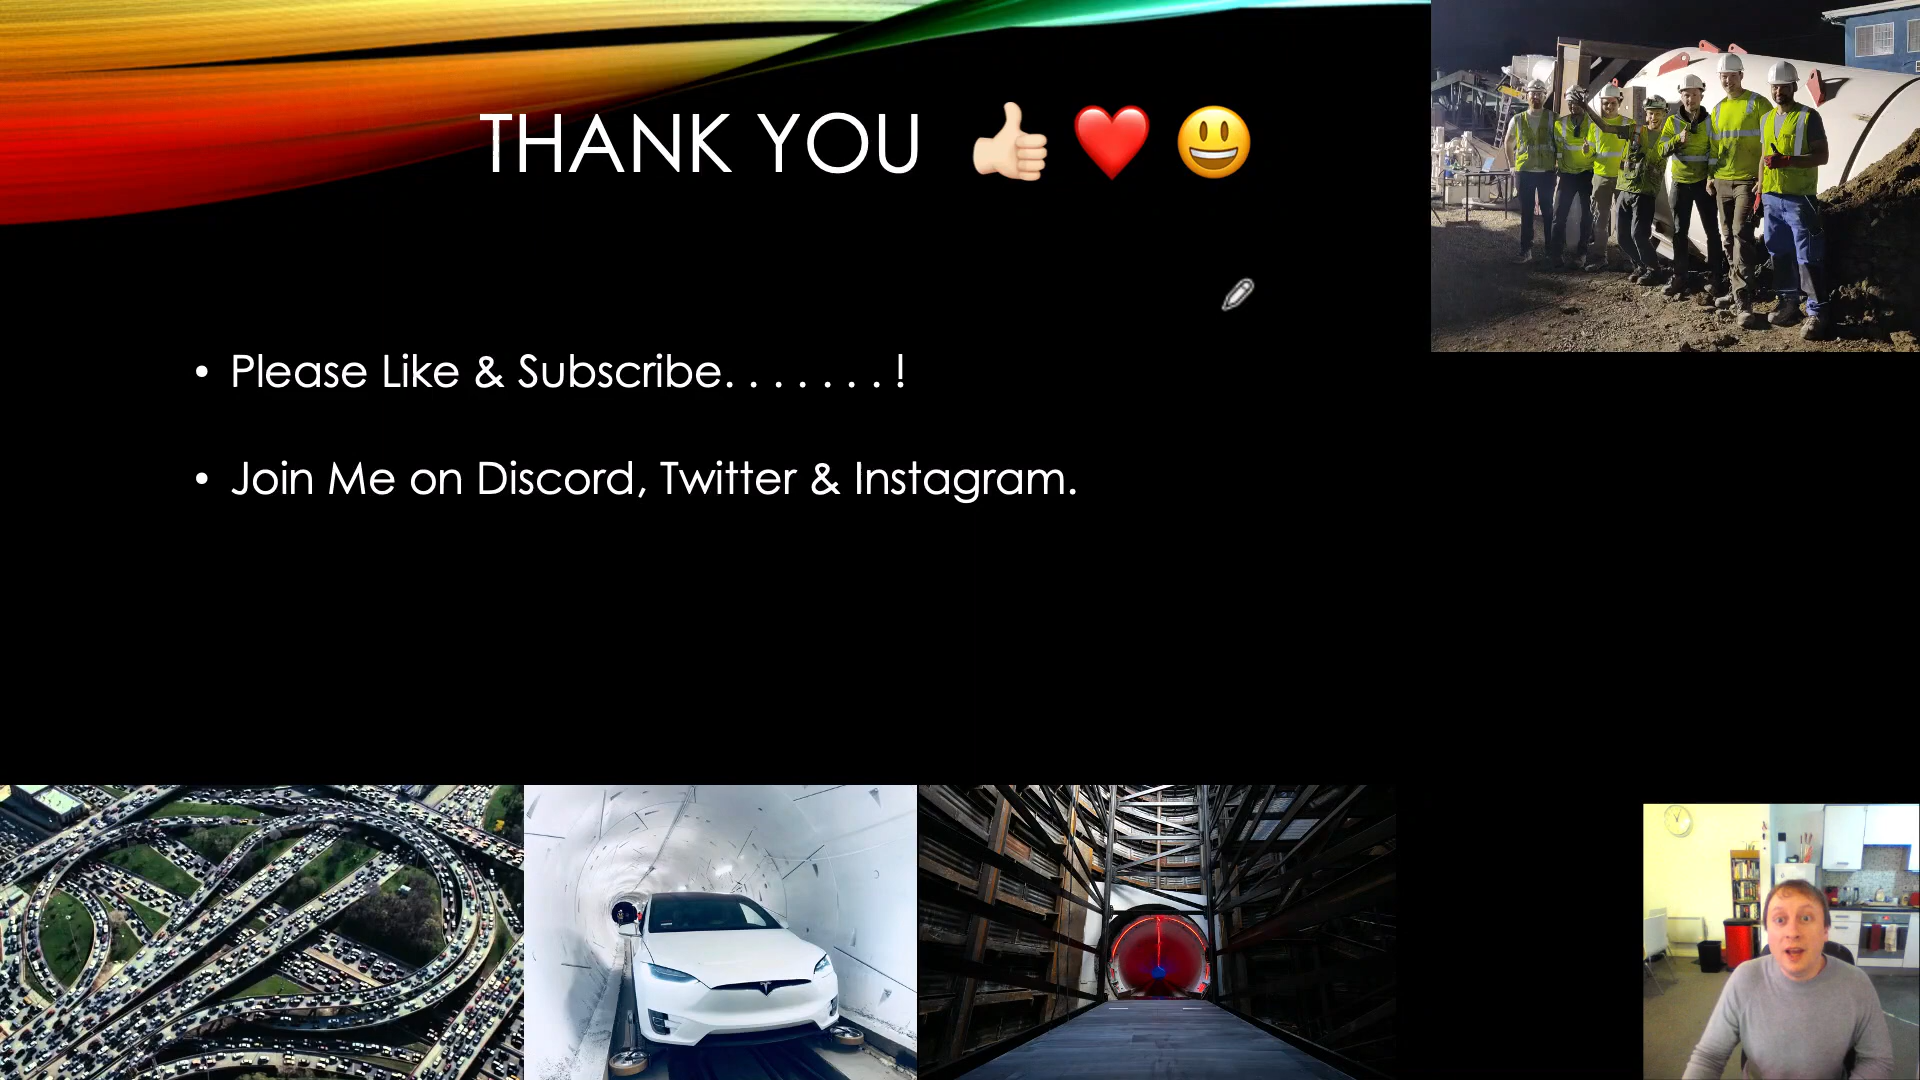 THANK YOU 👍🏻 ❤️ 😃
• Please Like & Subscribe. . . . . . . !
• Join Me on Discord, Twitter & Instagram.